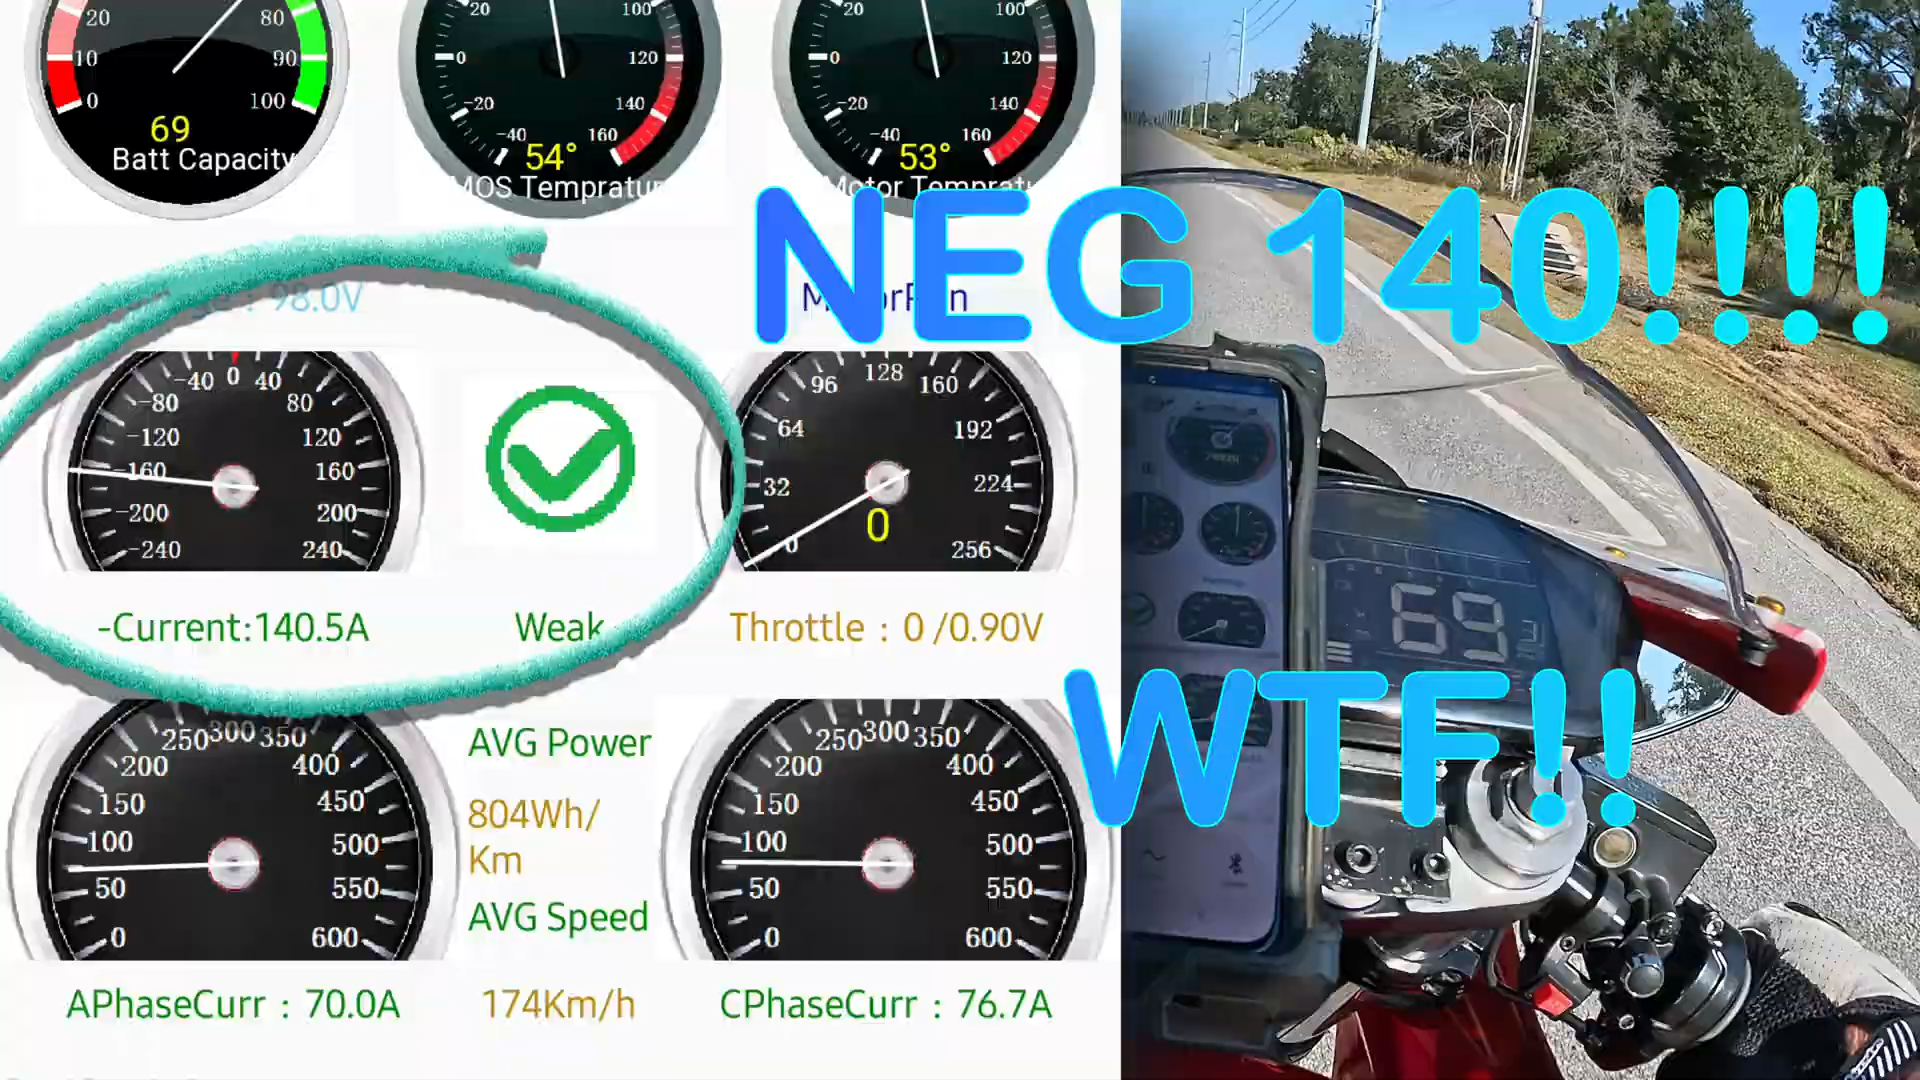 20
10
0
80
90
100
69
Batt Capacity
20
0
-20
-40
100
120
140
160
54°
MOS Tempratur
20
0
-20
-40
100
120
140
160
53°
Motor Tempratu
NEG 140!!!!
: 98.0V
-40 0 40
-80 80
-120 120
-160 160
-200 200
-240 240
96 128 160
64 192
32 224
0 256
0
69
-Current:140.5A
Weak
Throttle : 0 /0.90V
WTF!!
250 300 350
200 400
150 450
100 500
50 550
0 600
AVG Power
804Wh/
Km
AVG Speed
250 300 350
200 400
150 450
100 500
50 550
0 600
APhaseCurr : 70.0A
174Km/h
CPhaseCurr : 76.7A